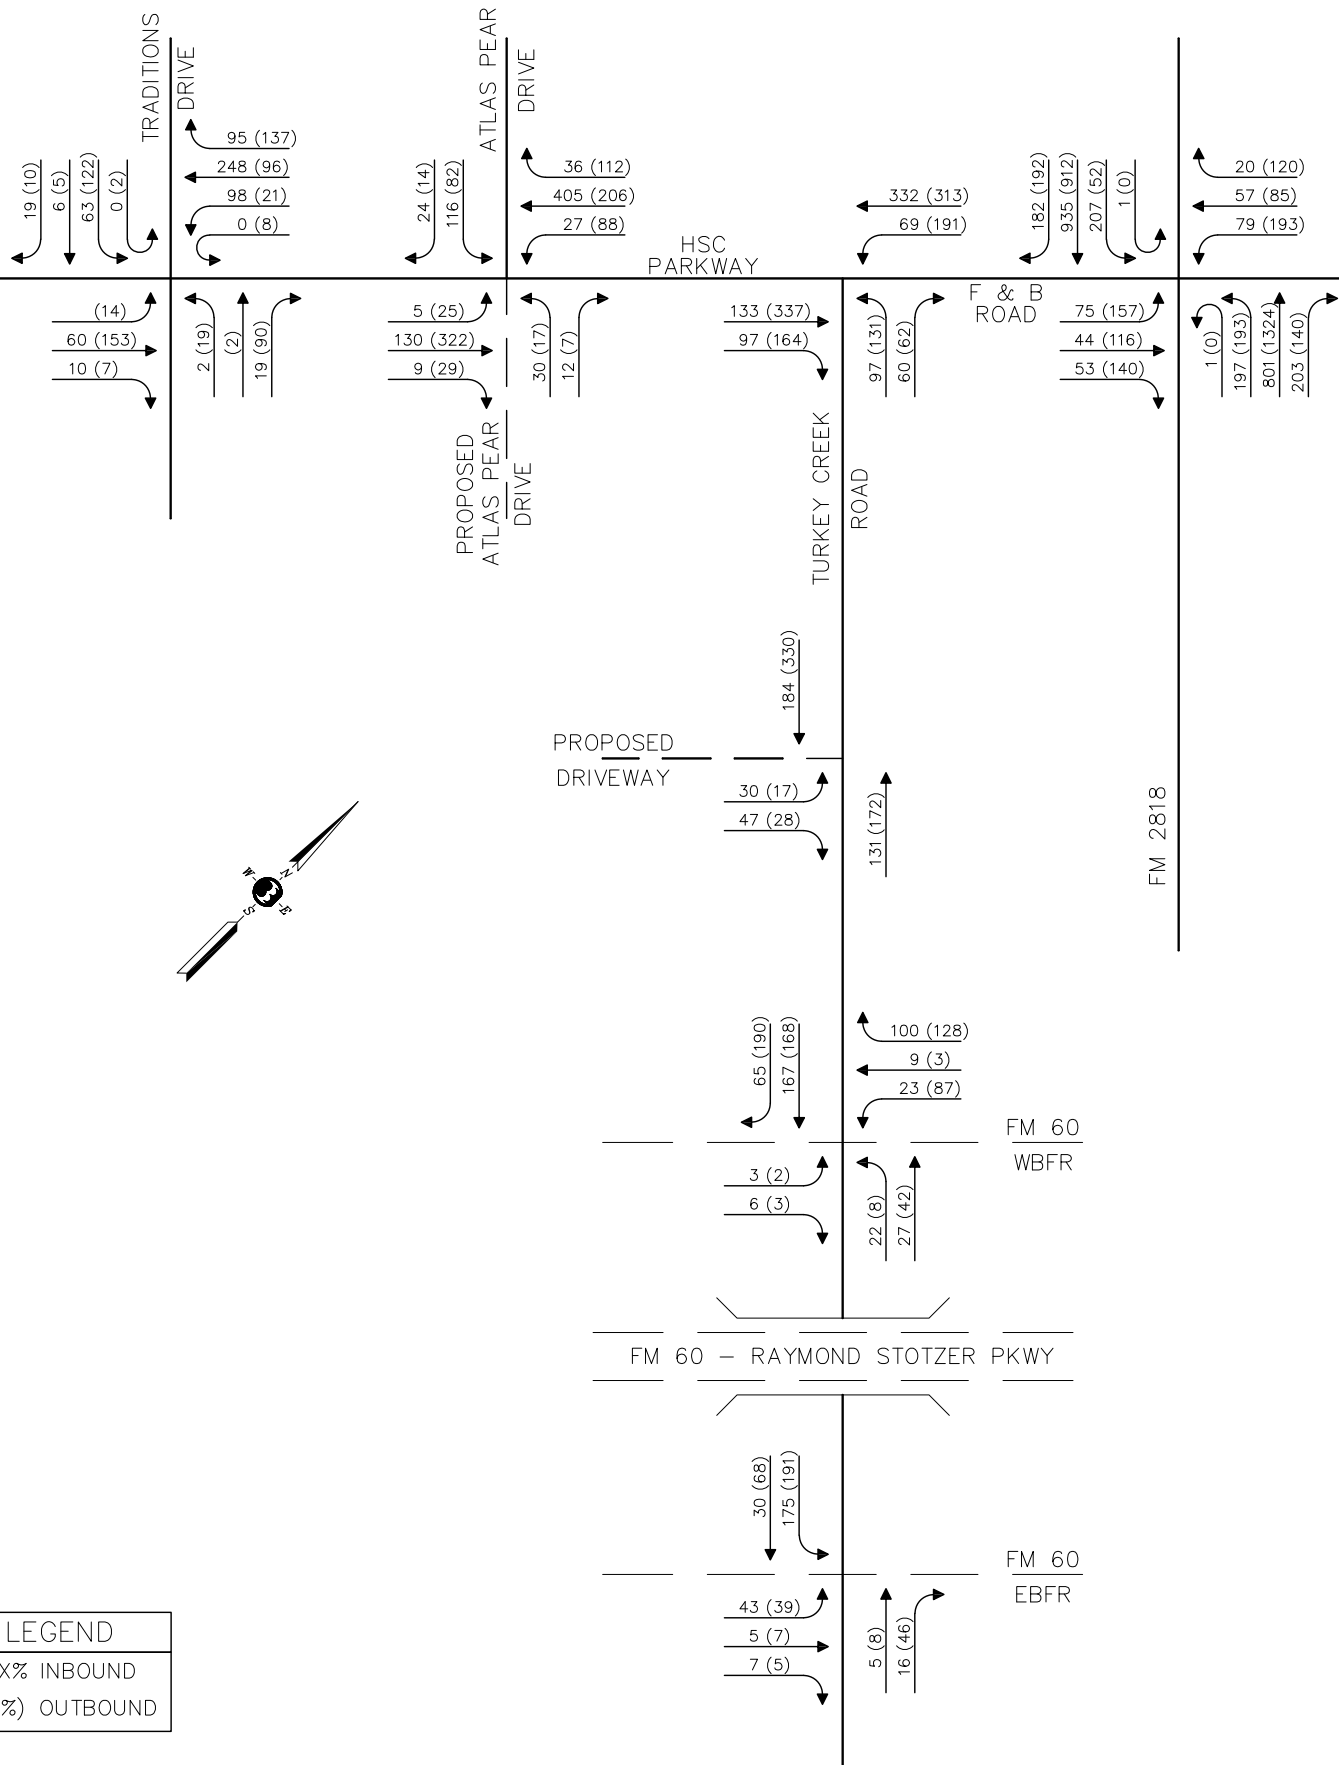 TRADITIONS
DRIVE
ATLAS PEAR
DRIVE
19 (10)
6 (5)
63 (122)
0 (2)
95 (137)
248 (96)
98 (21)
0 (8)
24 (14)
116 (82)
36 (112)
405 (206)
27 (88)
332 (313)
69 (191)
182 (192)
935 (912)
207 (52)
1 (0)
20 (120)
57 (85)
79 (193)
HSC
PARKWAY
F & B
ROAD
(14)
60 (153)
10 (7)
2 (19)
(2)
19 (90)
5 (25)
130 (322)
9 (29)
30 (17)
12 (7)
133 (337)
97 (164)
97 (131)
60 (62)
75 (157)
44 (116)
53 (140)
1 (0)
197 (193)
801 (1324)
203 (140)
PROPOSED
ATLAS PEAR
DRIVE
TURKEY CREEK
ROAD
184 (330)
PROPOSED
DRIVEWAY
30 (17)
47 (28)
131 (172)
FM 2818
W
N
S
E
65 (190)
167 (168)
100 (128)
9 (3)
23 (87)
FM 60
WBFR
3 (2)
6 (3)
22 (8)
27 (42)
FM 60 - RAYMOND STOTZER PKWY
30 (68)
175 (191)
FM 60
EBFR
43 (39)
5 (7)
7 (5)
5 (8)
16 (46)
LEGEND
X% INBOUND
%) OUTBOUND